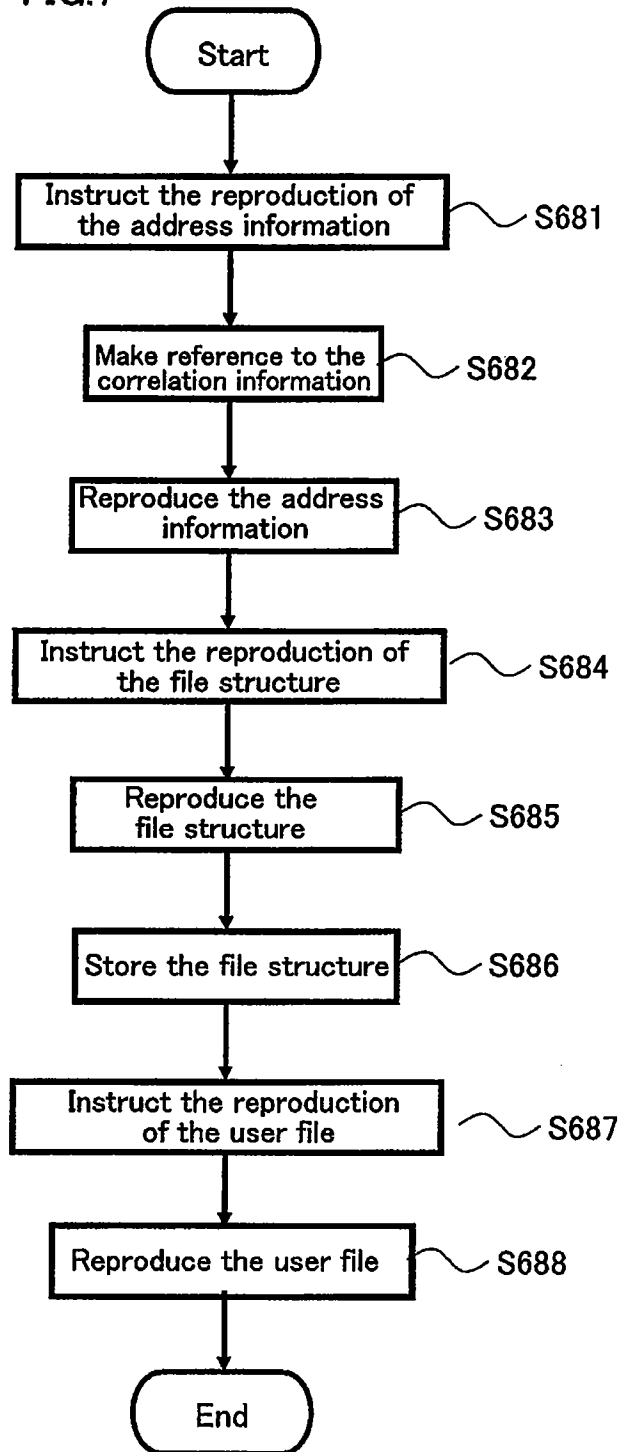 FIG.7
Start
Instruct the reproduction of
the address information
S681
Make reference to the
correlation information
S682
Reproduce the address
information
S683
Instruct the reproduction of
the file structure
S684
Reproduce the
file structure
S685
Store the file structure
S686
Instruct the reproduction
of the user file
S687
Reproduce the user file
S688
End